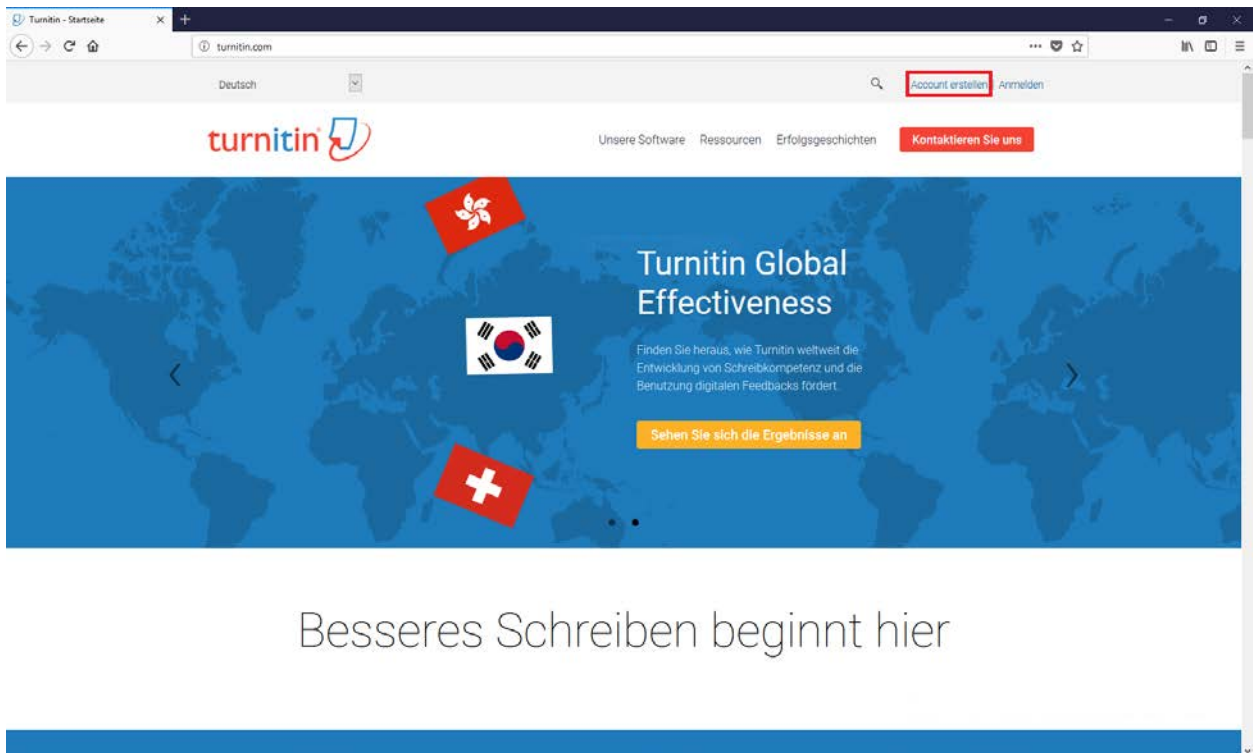 Turnitin - Startseite
turnitin.com
Deutsch
Account erstellen
Anmelden
turnitin
Unsere Software Ressourcen Erfolgsgeschichten Kontaktieren Sie uns
Turnitin Global
Effectiveness
Finden Sie heraus, wie Turnitin weltweit die
Entwicklung von Schreibkompetenz und die
Benutzung digitalen Feedbacks fördert.
Sehen Sie sich die Ergebnisse an
Besseres Schreiben beginnt hier